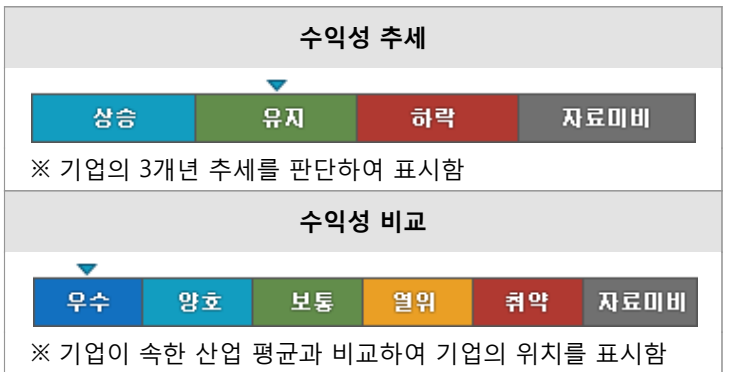 수익성 추세
상승 유지 하락 자료미비
※ 기업의 3개년 추세를 판단하여 표시함
수익성 비교
우수 양호 보통 열위 취약 자료미비
※ 기업이 속한 산업 평균과 비교하여 기업의 위치를 표시함